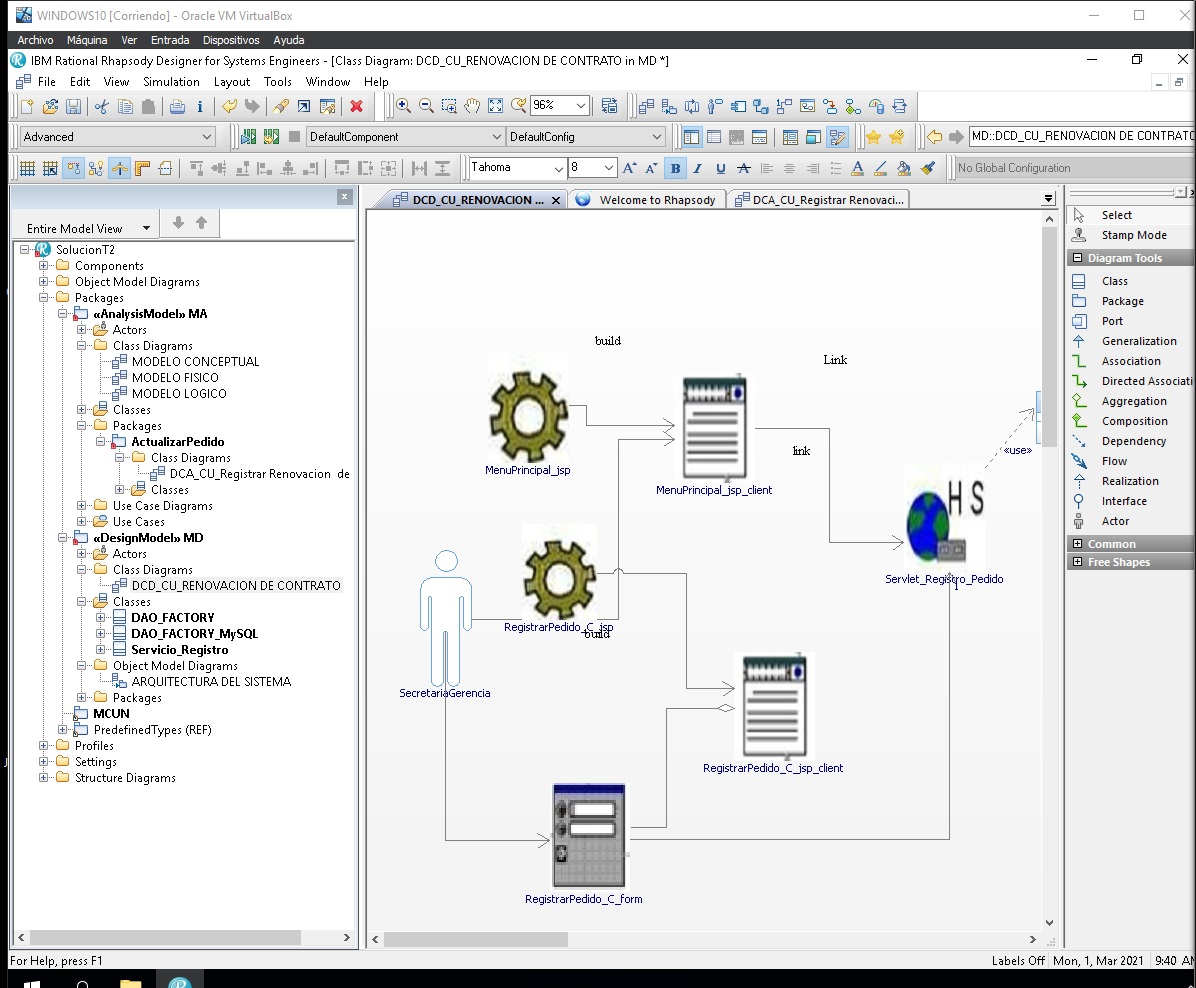 WINDOWS10 [Corriendo] - Oracle VM VirtualBox
Archivo Máquina Ver Entrada Dispositivos Ayuda
IBM Rational Rhapsody Designer for Systems Engineers - [Class Diagram: DCD_CU_RENOVACION DE CONTRATO in MD *]
File Edit View Simulation Layout Tools Window Help
96%
Advanced DefaultComponent DefaultConfig MD::DCD_CU_RENOVACION DE CONTRATO
Tahoma 8 No Global Configuration
Entire Model View
SolucionT2
Components
Object Model Diagrams
Packages
«AnalysisModel» MA
Actors
Class Diagrams
MODELO CONCEPTUAL
MODELO FISICO
MODELO LOGICO
Classes
Packages
ActualizarPedido
Class Diagrams
DCA_CU_Registrar Renovacion de
Classes
Use Case Diagrams
Use Cases
«DesignModel» MD
Actors
Class Diagrams
DCD_CU_RENOVACION DE CONTRATO
Classes
DAO_FACTORY
DAO_FACTORY_MySQL
Servicio_Registro
Object Model Diagrams
ARQUITECTURA DEL SISTEMA
Packages
MCUN
PredefinedTypes (REF)
Profiles
Settings
Structure Diagrams
DCD_CU_RENOVACION ... Welcome to Rhapsody DCA_CU_Registrar Renovaci...
build
Link
MenuPrincipal_jsp
MenuPrincipal_jsp_client
link
«use»
HS
Servlet_Registro_Pedido
RegistrarPedido_C_jsp
build
SecretariaGerencia
RegistrarPedido_C_jsp_client
RegistrarPedido_C_form
Select
Stamp Mode
Diagram Tools
Class
Package
Port
Generalization
Association
Directed Associati
Aggregation
Composition
Dependency
Flow
Realization
Interface
Actor
Common
Free Shapes
For Help, press F1
Labels Off Mon, 1, Mar 2021 9:40 AM